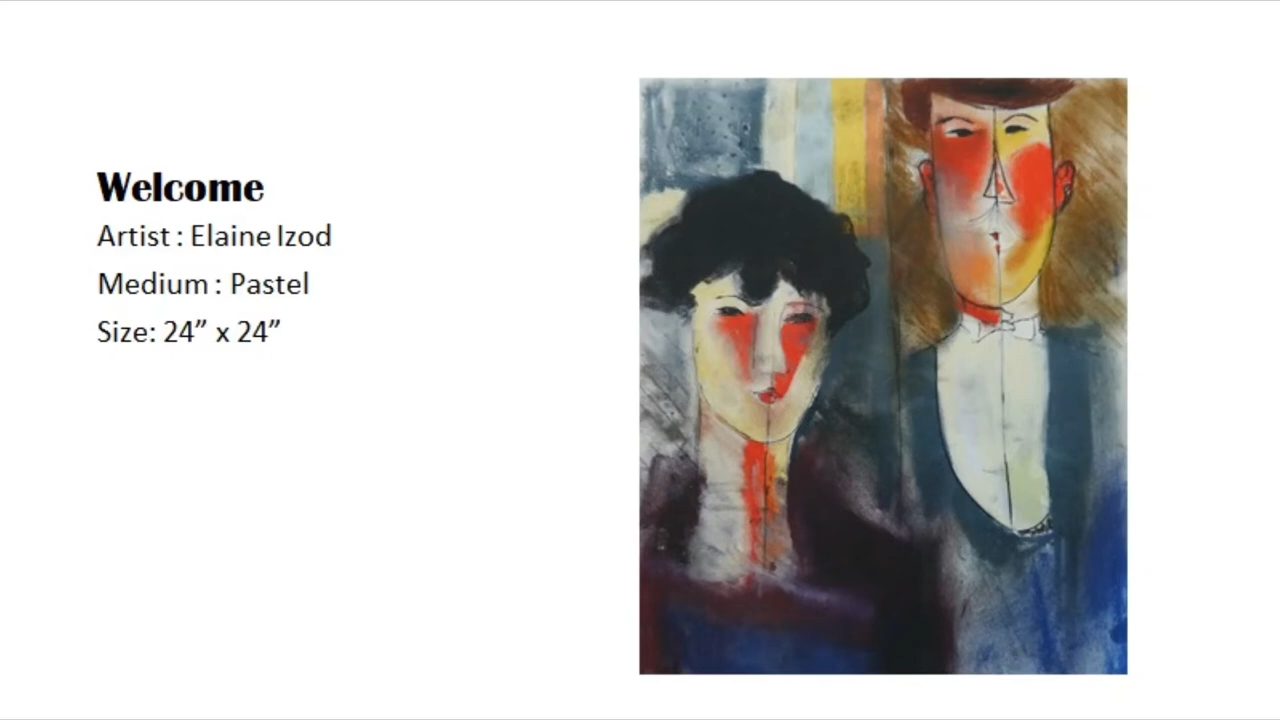 Welcome
Artist : Elaine Izod
Medium : Pastel
Size: 24” x 24”